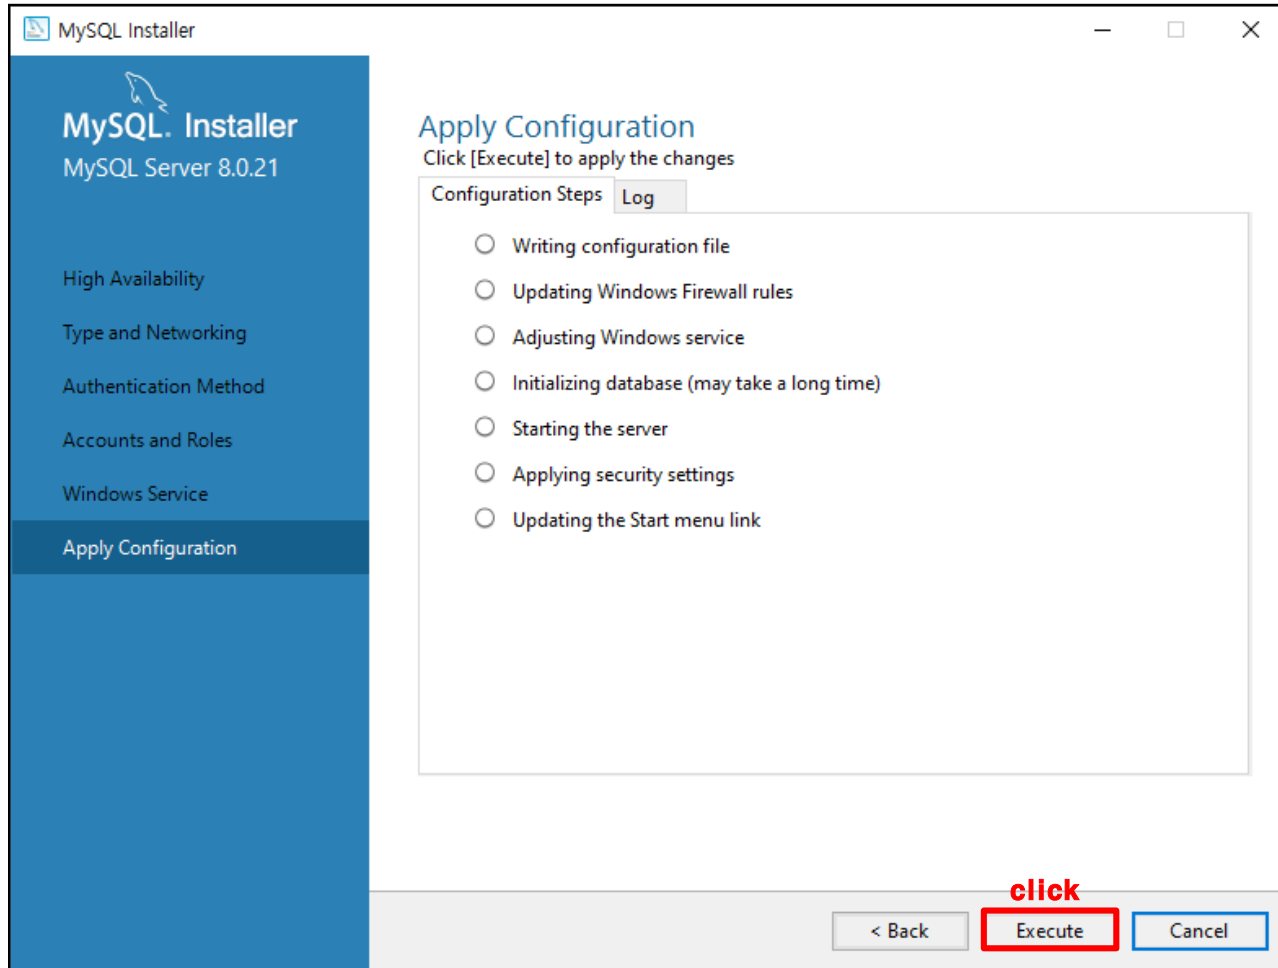 MySQL Installer
MySQL. Installer
MySQL Server 8.0.21
High Availability
Type and Networking
Authentication Method
Accounts and Roles
Windows Service
Apply Configuration
Apply Configuration
Click [Execute] to apply the changes
Configuration Steps Log
Writing configuration file
Updating Windows Firewall rules
Adjusting Windows service
Initializing database (may take a long time)
Starting the server
Applying security settings
Updating the Start menu link
click
< Back Execute Cancel